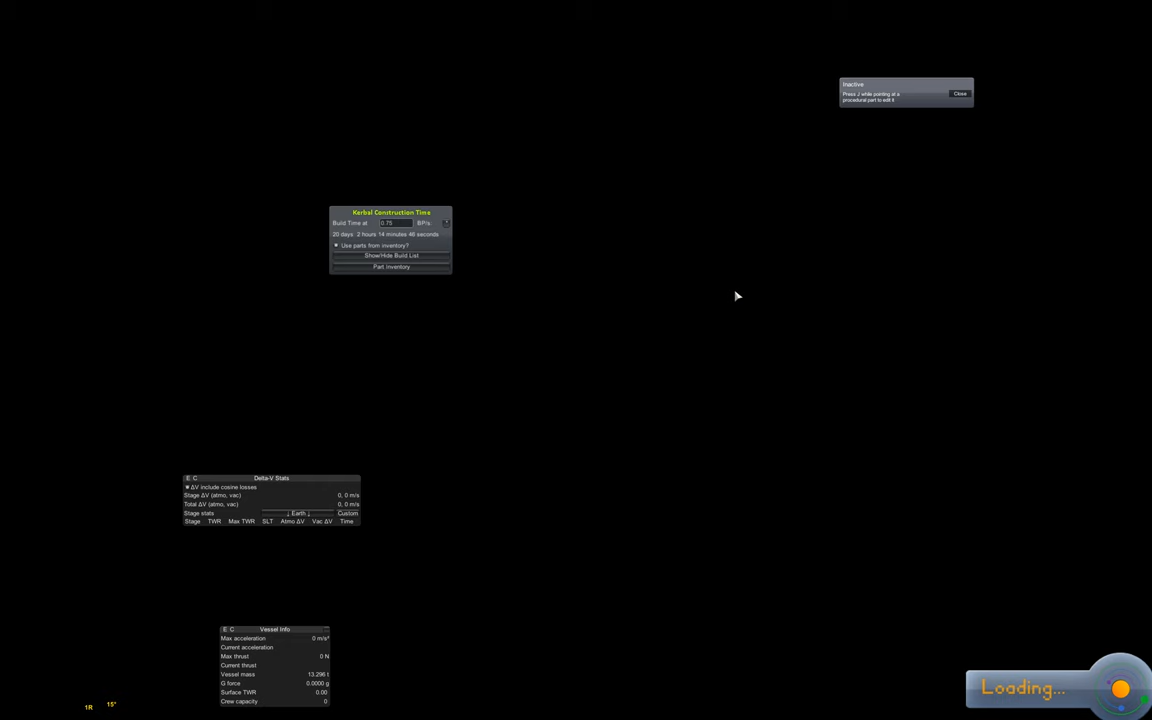 Inactive
Press J while pointing at a
procedural part to edit it
Close
Kerbal Construction Time
Build Time at 0.75 BP/s: *
20 days 2 hours 14 minutes 46 seconds
Use parts from inventory?
Show/Hide Build List
Part Inventory
E C Delta-V Stats
ΔV include cosine losses
Stage ΔV (atmo, vac) 0, 0 m/s
Total ΔV (atmo, vac) 0, 0 m/s
Stage stats ↓ Earth ↓ Custom
Stage TWR Max TWR SLT Atmo ΔV Vac ΔV Time
E C Vessel Info
Max acceleration 0 m/s²
Current acceleration
Max thrust 0 N
Current thrust
Vessel mass 13.296 t
G force 0.0000 g
Surface TWR 0.00
Crew capacity 0
1R 15°
Loading...